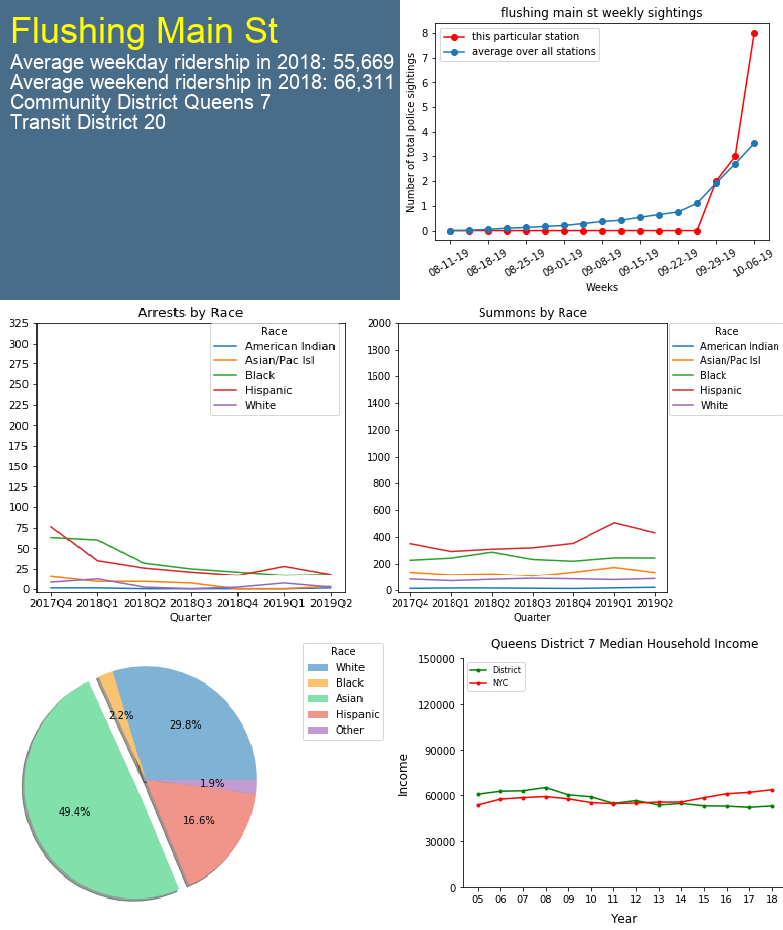 Flushing Main St
Average weekday ridership in 2018: 55,669
Average weekend ridership in 2018: 66,311
Community District Queens 7
Transit District 20
flushing main st weekly sightings
this particular station
average over all stations
Number of total police sightings
8
7
6
5
4
3
2
1
0
08-11-19 08-18-19 08-25-19 09-01-19 09-08-19 09-15-19 09-22-19 09-29-19 10-06-19
Weeks
Arrests by Race
325
300
275
250
225
200
175
150
125
100
75
50
25
0
Race
American Indian
Asian/Pac Isl
Black
Hispanic
White
2017Q4 2018Q1 2018Q2 2018Q3 2018Q4 2019Q1 2019Q2
Quarter
Summons by Race
2000
1800
1600
1400
1200
1000
800
600
400
200
0
Race
American Indian
Asian/Pac Isl
Black
Hispanic
White
2017Q4 2018Q1 2018Q2 2018Q3 2018Q4 2019Q1 2019Q2
Quarter
Race
White
Black
Asian
Hispanic
Other
2.2%
29.8%
1.9%
49.4%
16.6%
Queens District 7 Median Household Income
District
NYC
Income
150000
120000
90000
60000
30000
0
05 06 07 08 09 10 11 12 13 14 15 16 17 18
Year